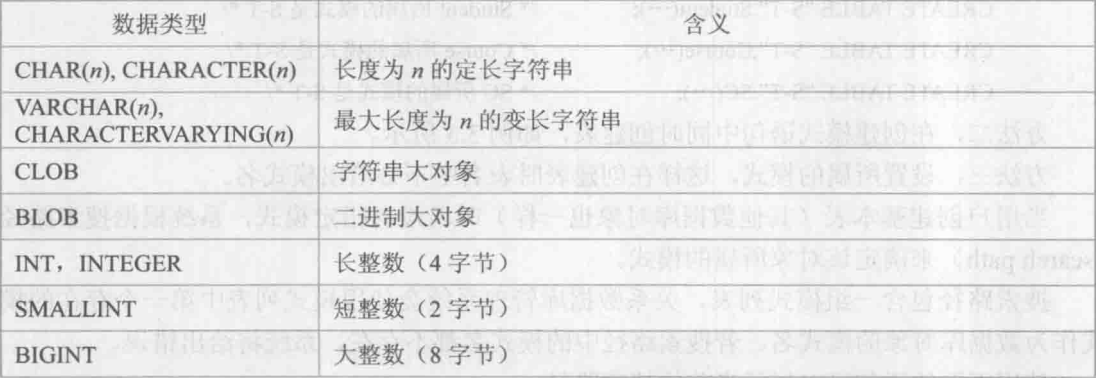 数据类型 含义
CHAR(n), CHARACTER(n) 长度为 n 的定长字符串
VARCHAR(n),
CHARACTERVARYING(n) 最大长度为 n 的变长字符串
CLOB 字符串大对象
BLOB 二进制大对象
INT，INTEGER 长整数（4 字节）
SMALLINT 短整数（2 字节）
BIGINT 大整数（8 字节）